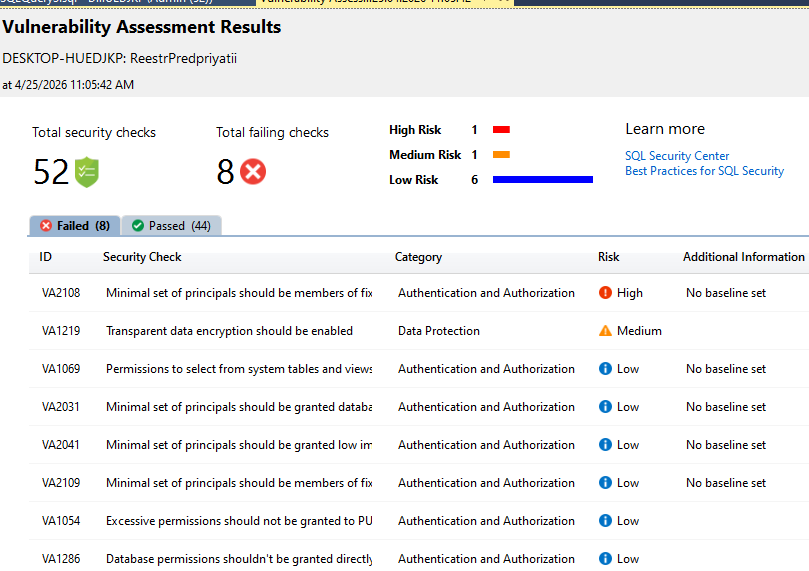 Vulnerability Assessment Results
DESKTOP-HUEDJKP: ReestrPredpriyatii
at 4/25/2026 11:05:42 AM
Total security checks
52
Total failing checks
8
High Risk 1
Medium Risk 1
Low Risk 6
Learn more
SQL Security Center
Best Practices for SQL Security
Failed (8) Passed (44)
ID Security Check Category Risk Additional Information
VA2108 Minimal set of principals should be members of fix Authentication and Authorization High No baseline set
VA1219 Transparent data encryption should be enabled Data Protection Medium
VA1069 Permissions to select from system tables and views Authentication and Authorization Low No baseline set
VA2031 Minimal set of principals should be granted databa Authentication and Authorization Low No baseline set
VA2041 Minimal set of principals should be granted low im Authentication and Authorization Low No baseline set
VA2109 Minimal set of principals should be members of fix Authentication and Authorization Low No baseline set
VA1054 Excessive permissions should not be granted to PU Authentication and Authorization Low
VA1286 Database permissions shouldn't be granted directly Authentication and Authorization Low